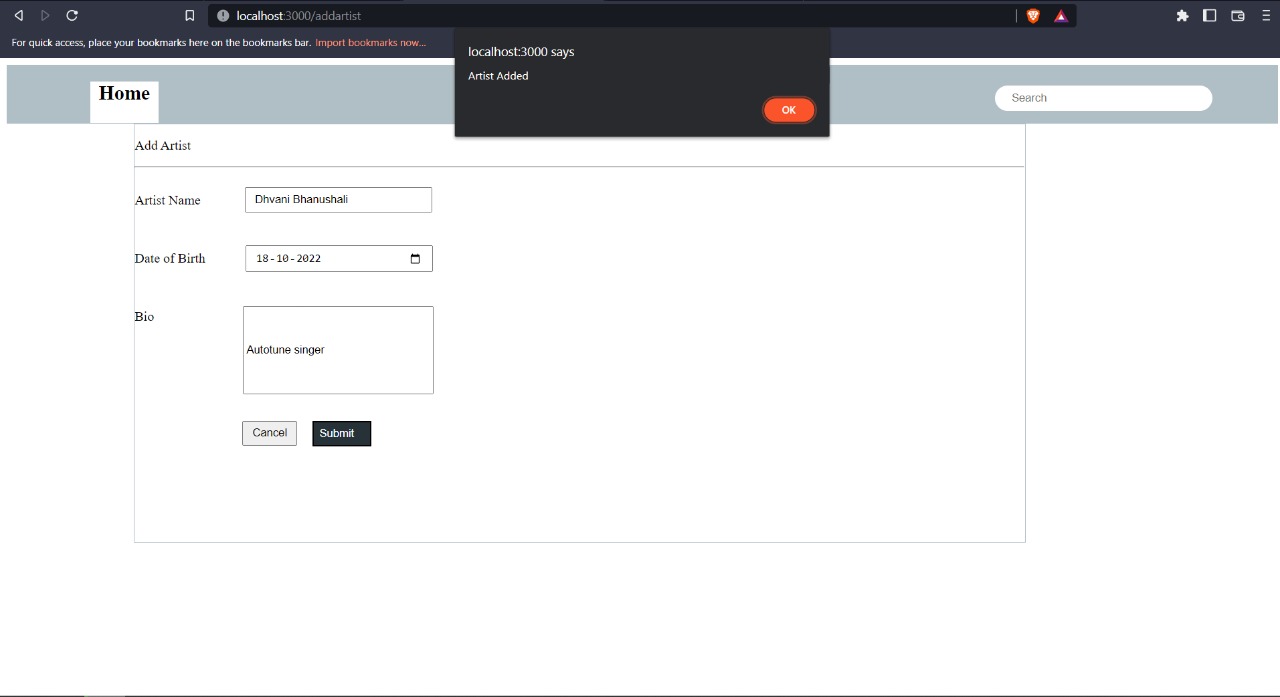 localhost:3000/addartist
For quick access, place your bookmarks here on the bookmarks bar. Import bookmarks now...
localhost:3000 says
Artist Added
OK
Home
Search
Add Artist
Artist Name Dhvani Bhanushali
Date of Birth 18-10-2022
Bio
Autotune singer
Cancel Submit